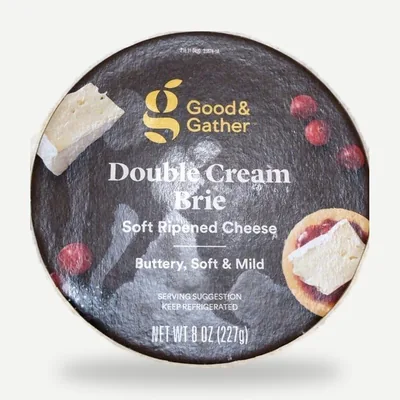 Good&
Gather™
Double Cream
Brie
Soft Ripened Cheese
Buttery, Soft & Mild
SERVING SUGGESTION
KEEP REFRIGERATED
NET WT 8 OZ (227g)